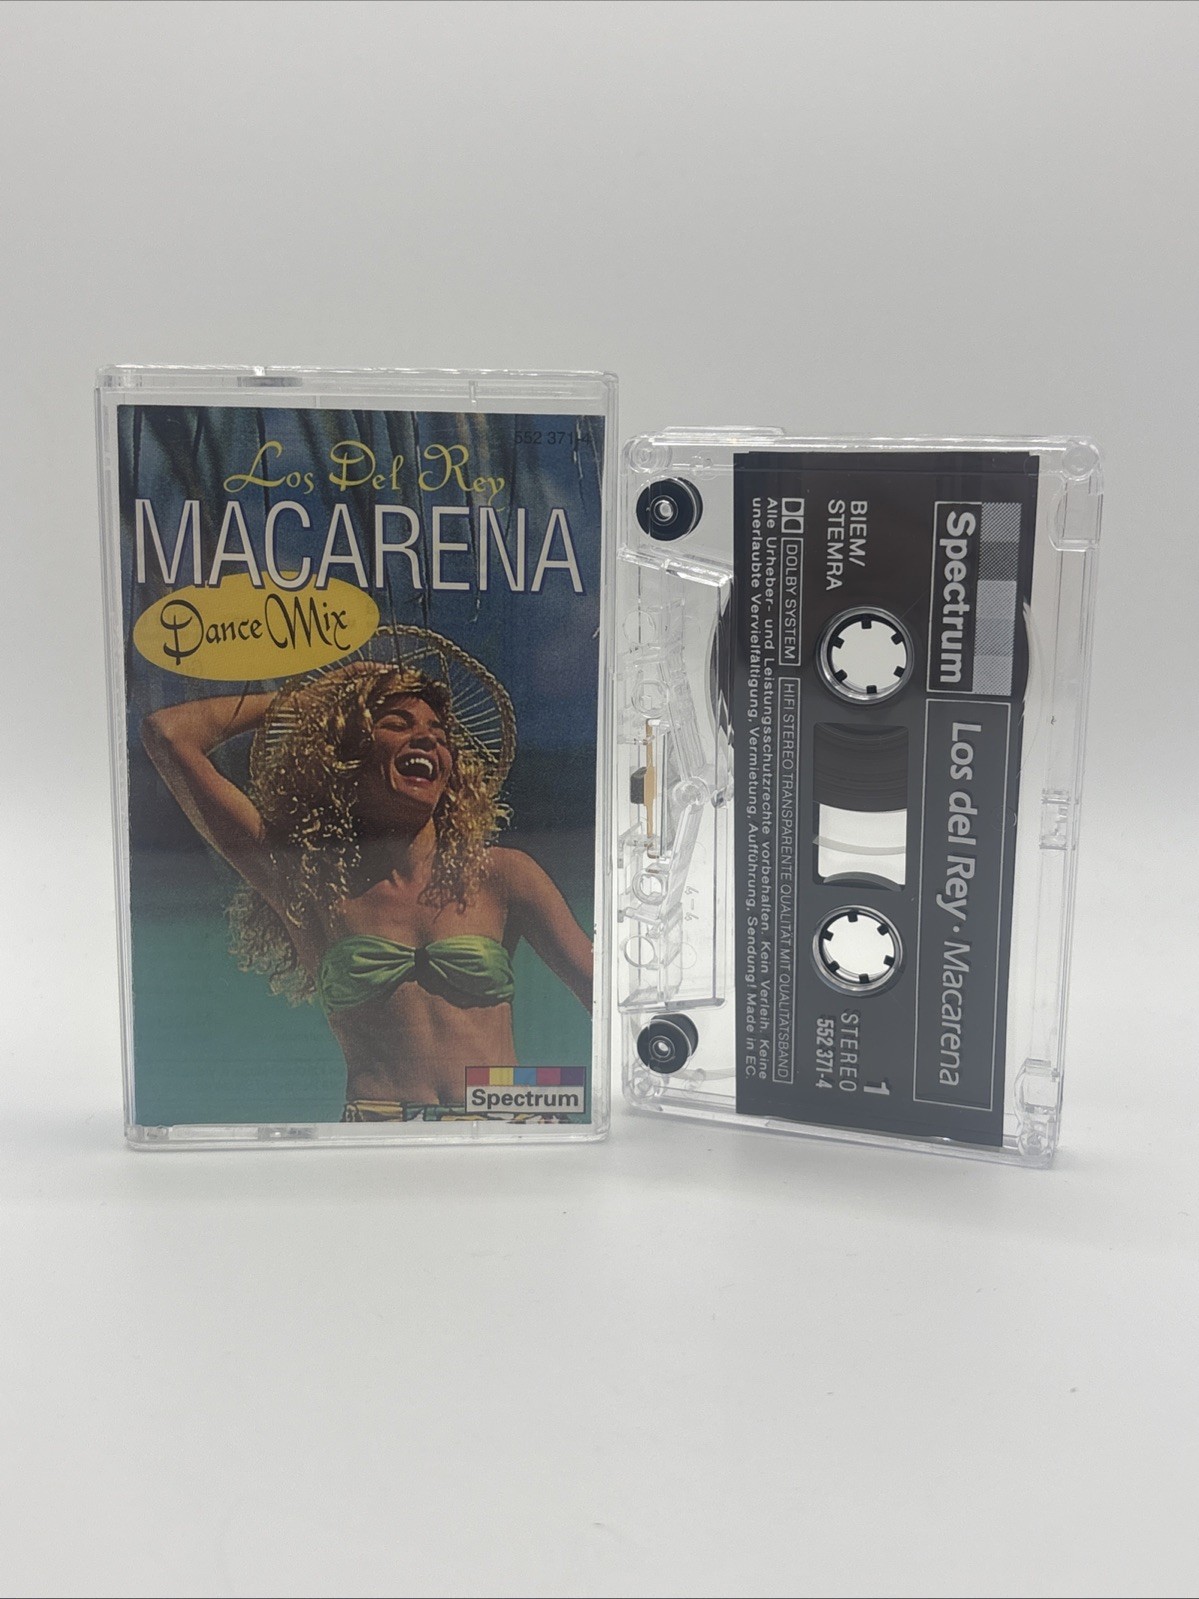 552 371-4
Los Del Rey
MACARENA
Dance Mix
Spectrum
Spectrum
Los del Rey · Macarena
BIEM/
STEMRA
STEREO
552 371-4
1
DOLBY SYSTEM
HIFI STEREO TRANSPARENTE QUALITÄT MIT QUALITÄTSBAND
Alle Urheber- und Leistungsschutzrechte vorbehalten. Kein Verleih. Keine
unerlaubte Vervielfältigung, Vermietung, Aufführung, Sendung! Made in EC.